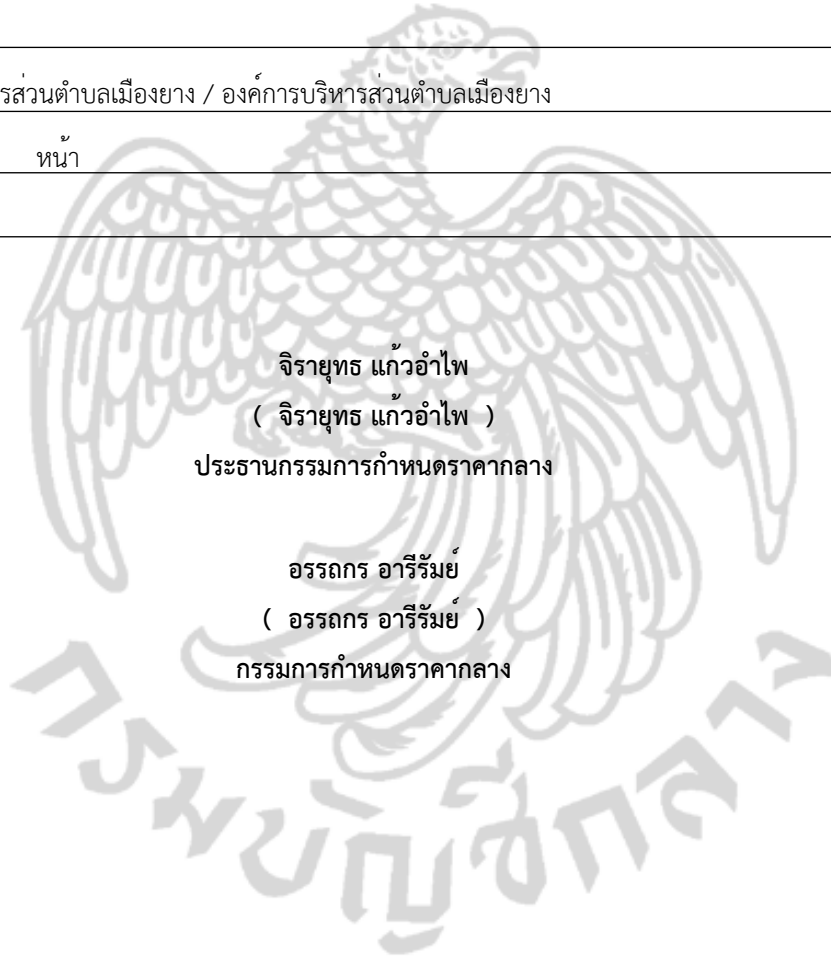 รส่วนตำบลเมืองยาง / องค์การบริหารส่วนตำบลเมืองยาง
หน้า
จิรายุทธ แก้วอำไพ
( จิรายุทธ แก้วอำไพ )
ประธานกรรมการกำหนดราคากลาง
อรรถกร อารีรัมย์
( อรรถกร อารีรัมย์ )
กรรมการกำหนดราคากลาง
กรมบัญชีกลาง